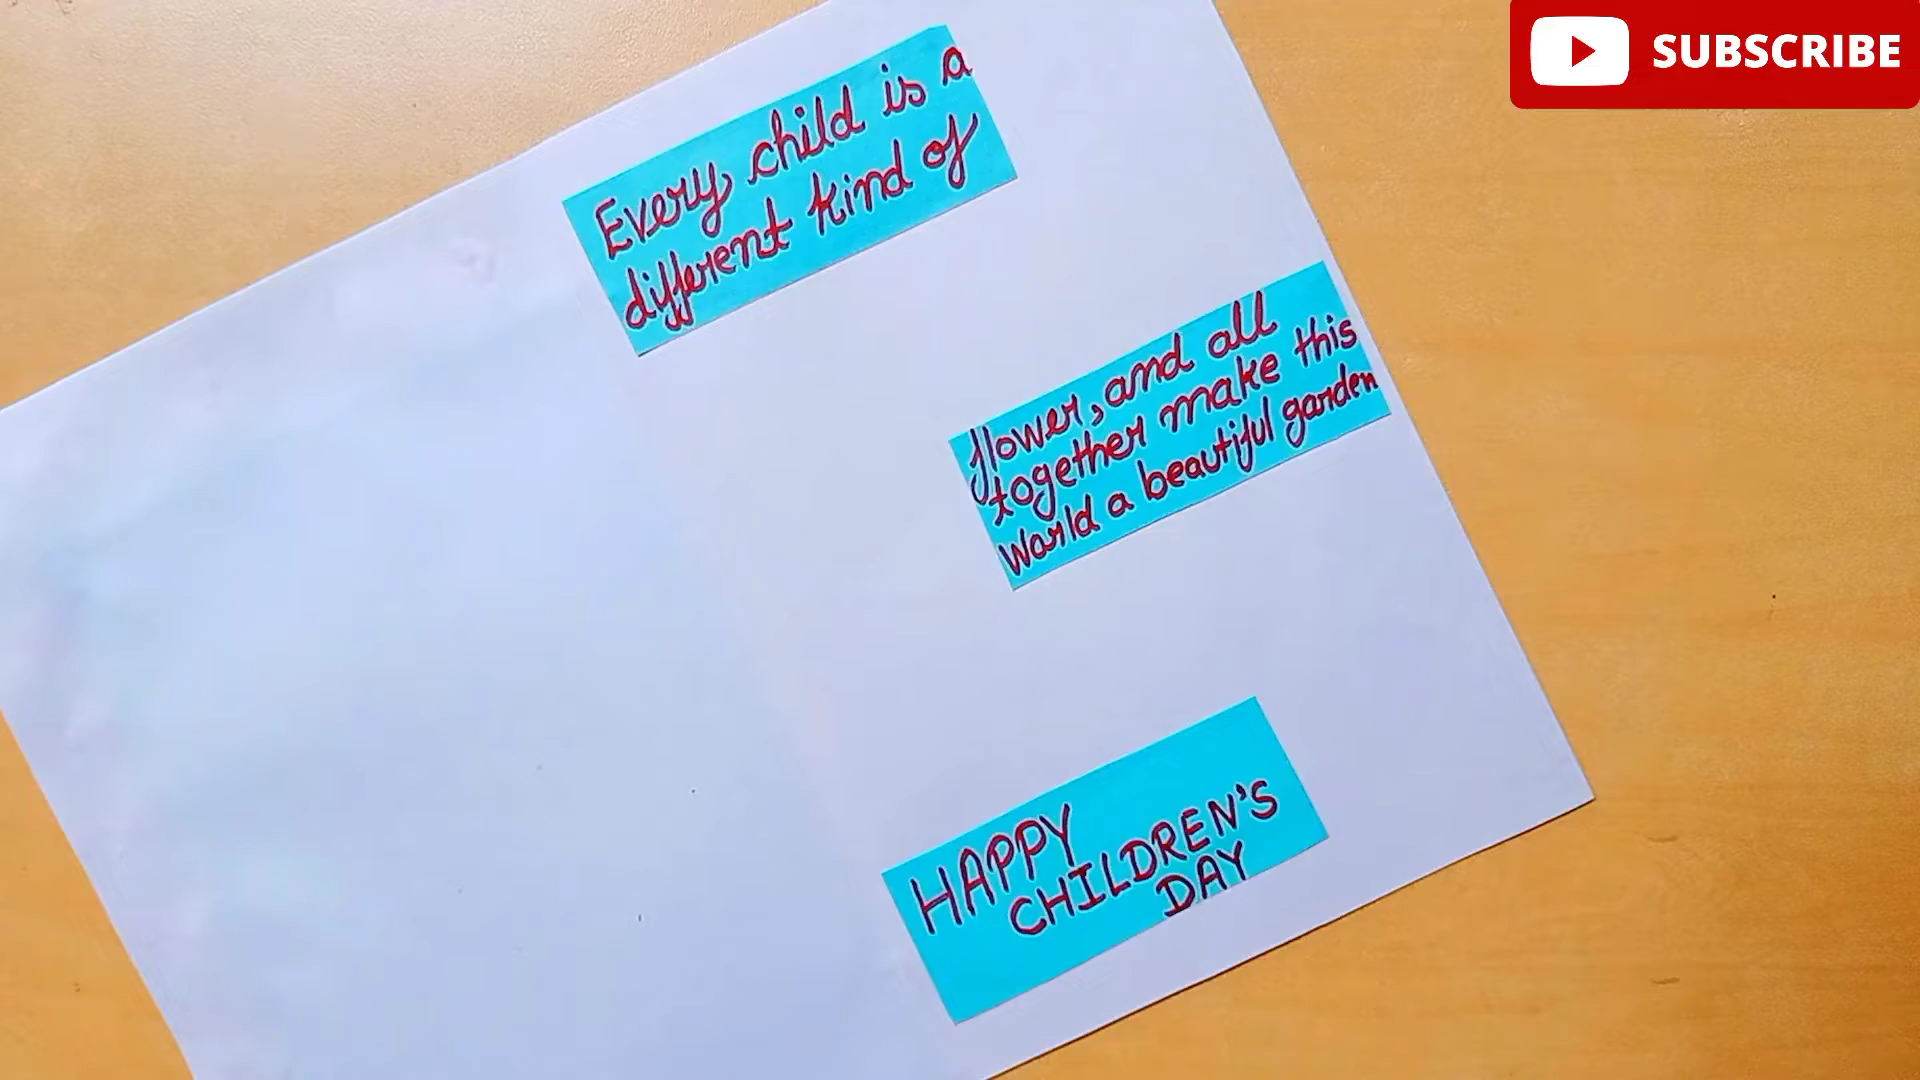 SUBSCRIBE
Every child is a
different kind of
flower, and all
together make this
world a beautiful garden
HAPPY
CHILDREN'S
DAY